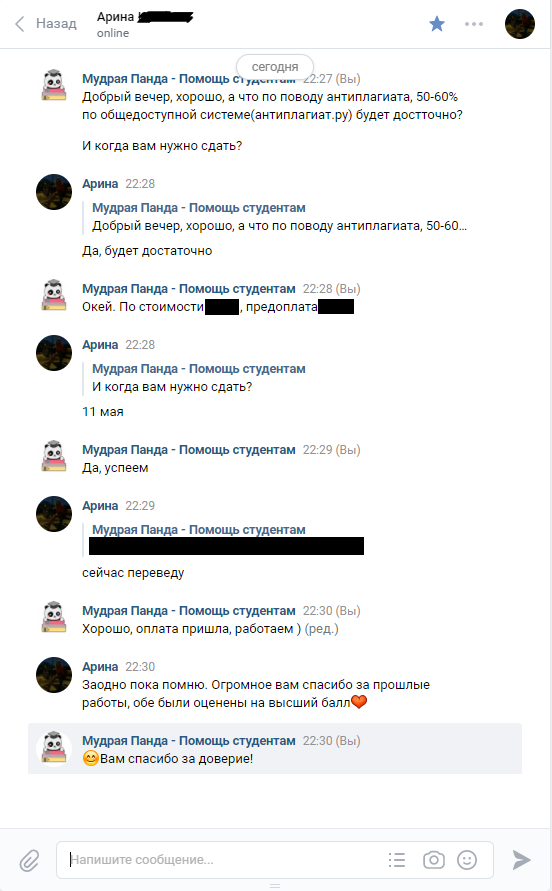 Назад
Арина
online
сегодня
Мудрая Панда - Помощь студентам 22:27 (Вы)
Добрый вечер, хорошо, а что по поводу антиплагиата, 50-60%
по общедоступной системе(антиплагиат.ру) будет достточно?
И когда вам нужно сдать?
Арина 22:28
Мудрая Панда - Помощь студентам
Добрый вечер, хорошо, а что по поводу антиплагиата, 50-60...
Да, будет достаточно
Мудрая Панда - Помощь студентам 22:28 (Вы)
Окей. По стоимости , предоплата
Арина 22:28
Мудрая Панда - Помощь студентам
И когда вам нужно сдать?
11 мая
Мудрая Панда - Помощь студентам 22:29 (Вы)
Да, успеем
Арина 22:29
Мудрая Панда - Помощь студентам
сейчас переведу
Мудрая Панда - Помощь студентам 22:30 (Вы)
Хорошо, оплата пришла, работаем ) (ред.)
Арина 22:30
Заодно пока помню. Огромное вам спасибо за прошлые
работы, обе были оценены на высший балл❤
Мудрая Панда - Помощь студентам 22:30 (Вы)
😊Вам спасибо за доверие!
Напишите сообщение...